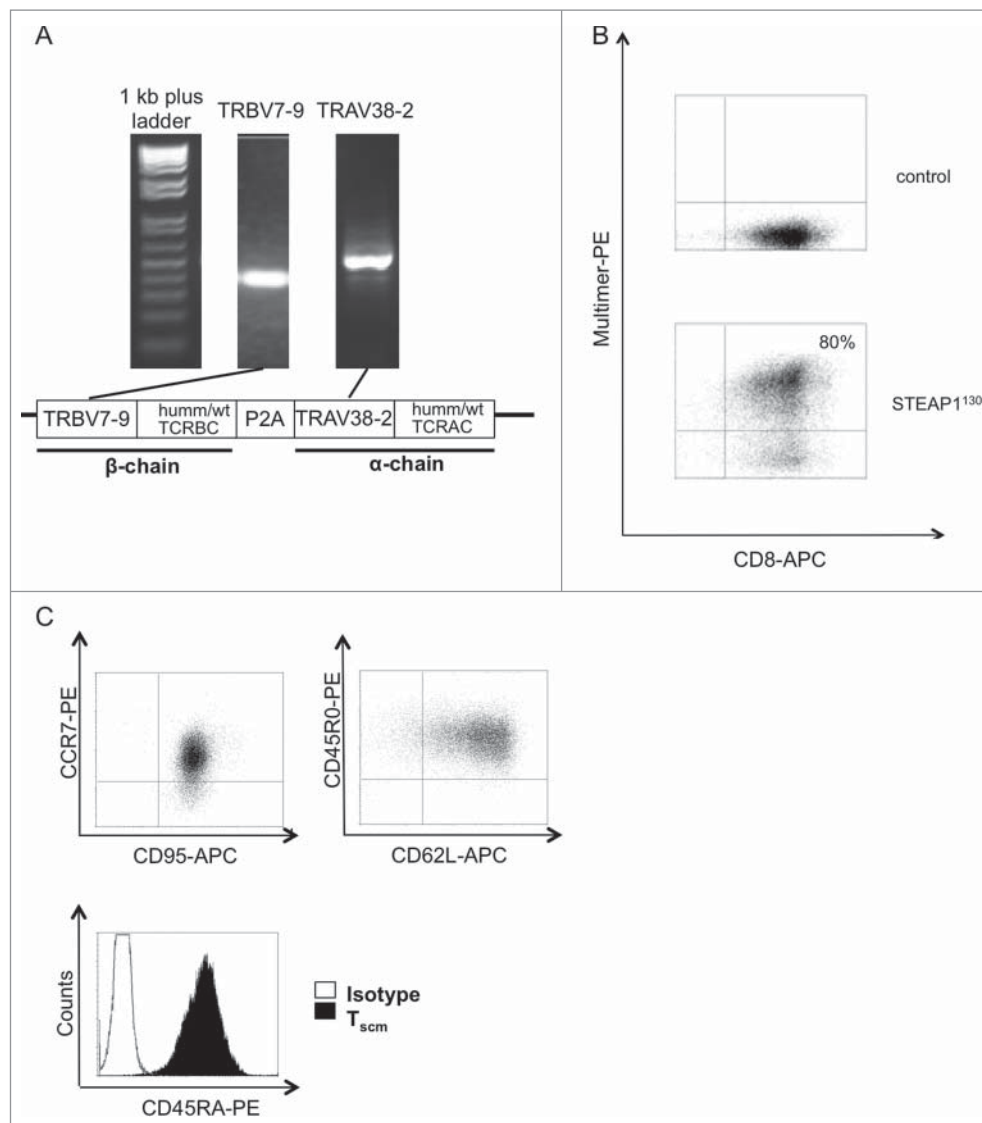 A
1 kb plus
ladder
TRBV7-9
TRAV38-2
TRBV7-9
humm/wt
TCRBC
P2A
TRAV38-2
humm/wt
TCRAC
β-chain
α-chain
B
Multimer-PE
control
80%
STEAP1¹³⁰
CD8-APC
C
CCR7-PE
CD95-APC
CD45R0-PE
CD62L-APC
Counts
CD45RA-PE
Isotype
Tscm